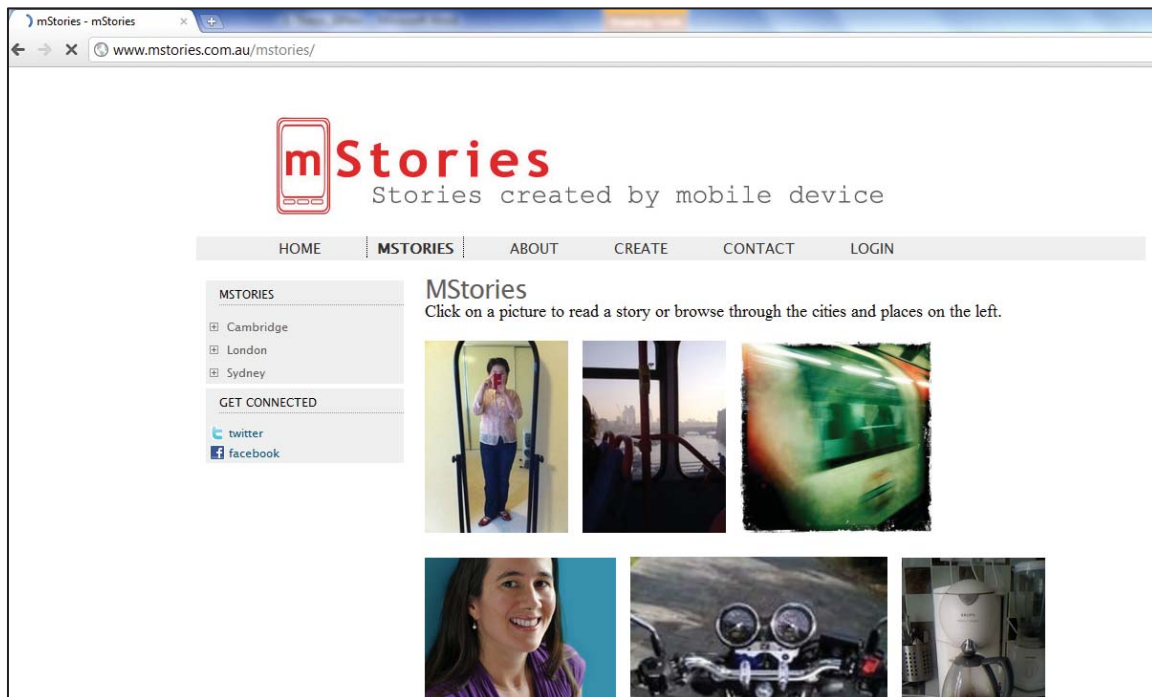 mStories - mStories
www.mstories.com.au/mstories/
mStories
Stories created by mobile device
HOME MSTORIES ABOUT CREATE CONTACT LOGIN
MSTORIES
Cambridge
London
Sydney
GET CONNECTED
twitter
facebook
MStories
Click on a picture to read a story or browse through the cities and places on the left.